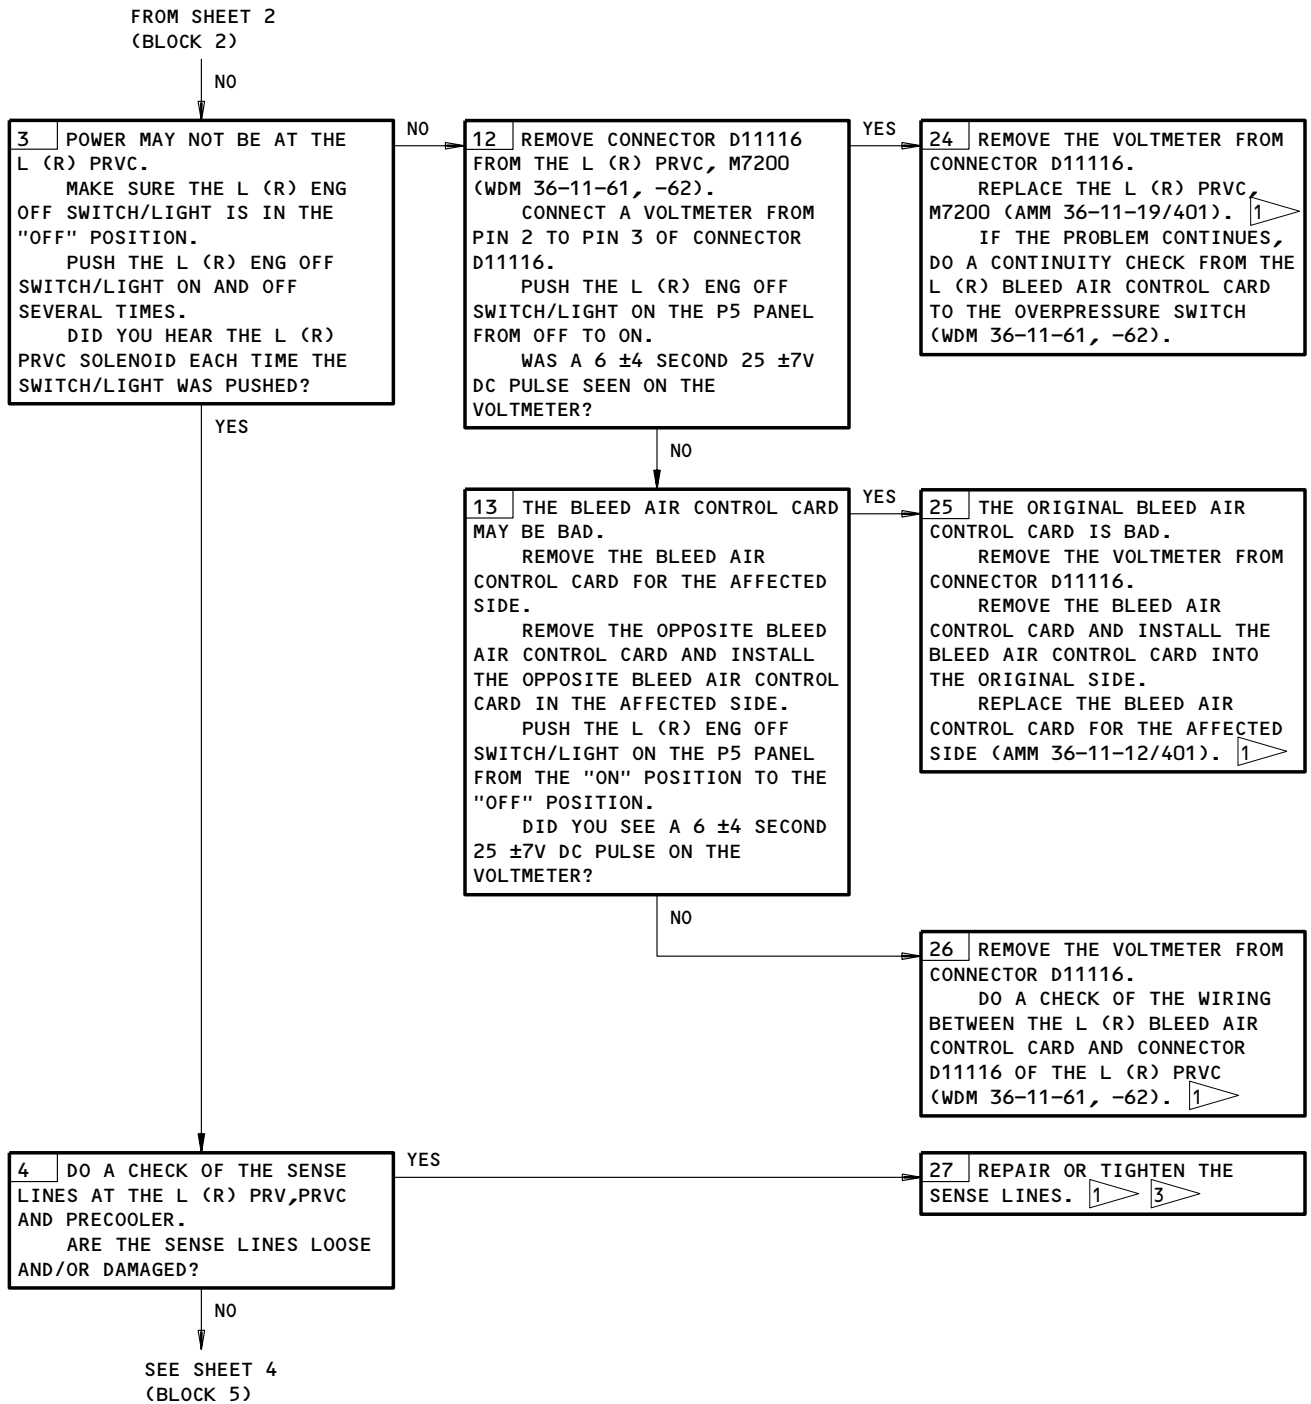 FROM SHEET 2
(BLOCK 2)
NO
3 POWER MAY NOT BE AT THE
L (R) PRVC.
MAKE SURE THE L (R) ENG
OFF SWITCH/LIGHT IS IN THE
"OFF" POSITION.
PUSH THE L (R) ENG OFF
SWITCH/LIGHT ON AND OFF
SEVERAL TIMES.
DID YOU HEAR THE L (R)
PRVC SOLENOID EACH TIME THE
SWITCH/LIGHT WAS PUSHED?
NO
YES
12 REMOVE CONNECTOR D11116
FROM THE L (R) PRVC, M7200
(WDM 36-11-61, -62).
CONNECT A VOLTMETER FROM
PIN 2 TO PIN 3 OF CONNECTOR
D11116.
PUSH THE L (R) ENG OFF
SWITCH/LIGHT ON THE P5 PANEL
FROM OFF TO ON.
WAS A 6 ±4 SECOND 25 ±7V
DC PULSE SEEN ON THE
VOLTMETER?
YES
NO
24 REMOVE THE VOLTMETER FROM
CONNECTOR D11116.
REPLACE THE L (R) PRVC,
M7200 (AMM 36-11-19/401). 1
IF THE PROBLEM CONTINUES,
DO A CONTINUITY CHECK FROM THE
L (R) BLEED AIR CONTROL CARD
TO THE OVERPRESSURE SWITCH
(WDM 36-11-61, -62).
13 THE BLEED AIR CONTROL CARD
MAY BE BAD.
REMOVE THE BLEED AIR
CONTROL CARD FOR THE AFFECTED
SIDE.
REMOVE THE OPPOSITE BLEED
AIR CONTROL CARD AND INSTALL
THE OPPOSITE BLEED AIR CONTROL
CARD IN THE AFFECTED SIDE.
PUSH THE L (R) ENG OFF
SWITCH/LIGHT ON THE P5 PANEL
FROM THE "ON" POSITION TO THE
"OFF" POSITION.
DID YOU SEE A 6 ±4 SECOND
25 ±7V DC PULSE ON THE
VOLTMETER?
YES
NO
25 THE ORIGINAL BLEED AIR
CONTROL CARD IS BAD.
REMOVE THE VOLTMETER FROM
CONNECTOR D11116.
REMOVE THE BLEED AIR
CONTROL CARD AND INSTALL THE
BLEED AIR CONTROL CARD INTO
THE ORIGINAL SIDE.
REPLACE THE BLEED AIR
CONTROL CARD FOR THE AFFECTED
SIDE (AMM 36-11-12/401). 1
26 REMOVE THE VOLTMETER FROM
CONNECTOR D11116.
DO A CHECK OF THE WIRING
BETWEEN THE L (R) BLEED AIR
CONTROL CARD AND CONNECTOR
D11116 OF THE L (R) PRVC
(WDM 36-11-61, -62). 1
4 DO A CHECK OF THE SENSE
LINES AT THE L (R) PRV,PRVC
AND PRECOOLER.
ARE THE SENSE LINES LOOSE
AND/OR DAMAGED?
YES
NO
27 REPAIR OR TIGHTEN THE
SENSE LINES. 1 3
SEE SHEET 4
(BLOCK 5)